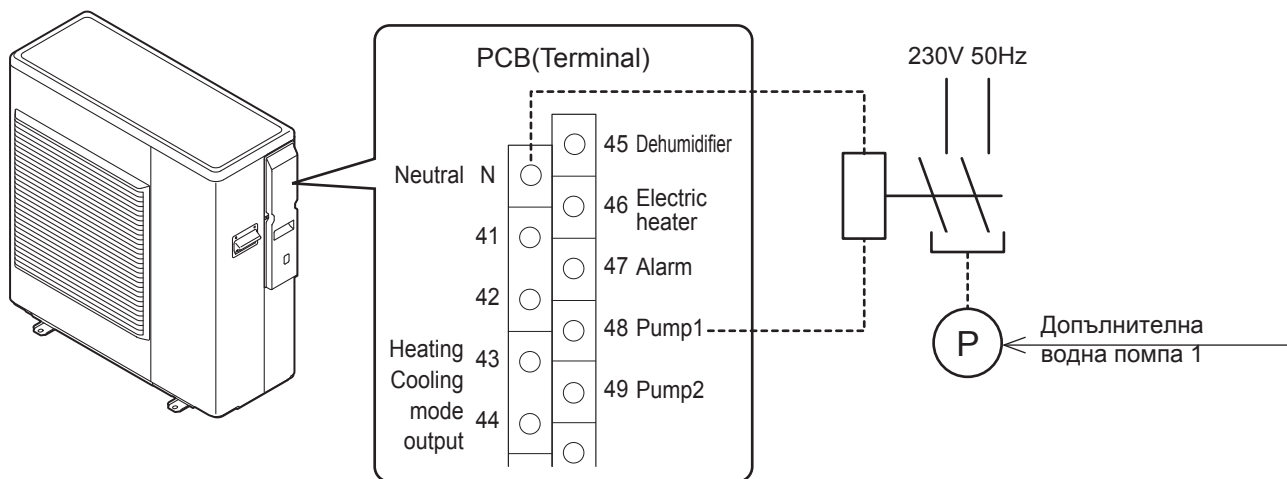 PCB(Terminal)
230V 50Hz
Neutral N
45 Dehumidifier
46 Electric
heater
41
47 Alarm
42
48 Pump1
Heating
Cooling
mode
output
43
44
49 Pump2
P
Допълнителна
водна помпа 1